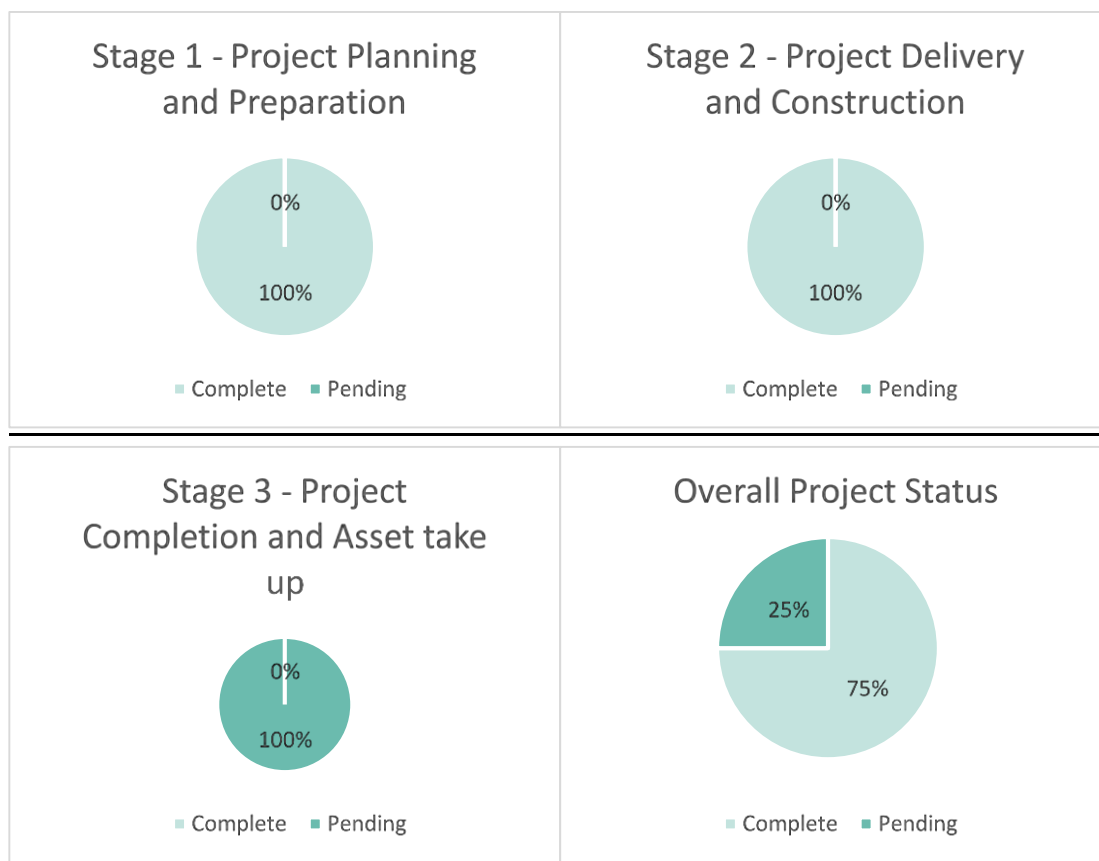 Stage 1 - Project Planning
and Preparation
0%
100%
Complete Pending
Stage 2 - Project Delivery
and Construction
0%
100%
Complete Pending
Stage 3 - Project
Completion and Asset take
up
0%
100%
Complete Pending
Overall Project Status
25%
75%
Complete Pending